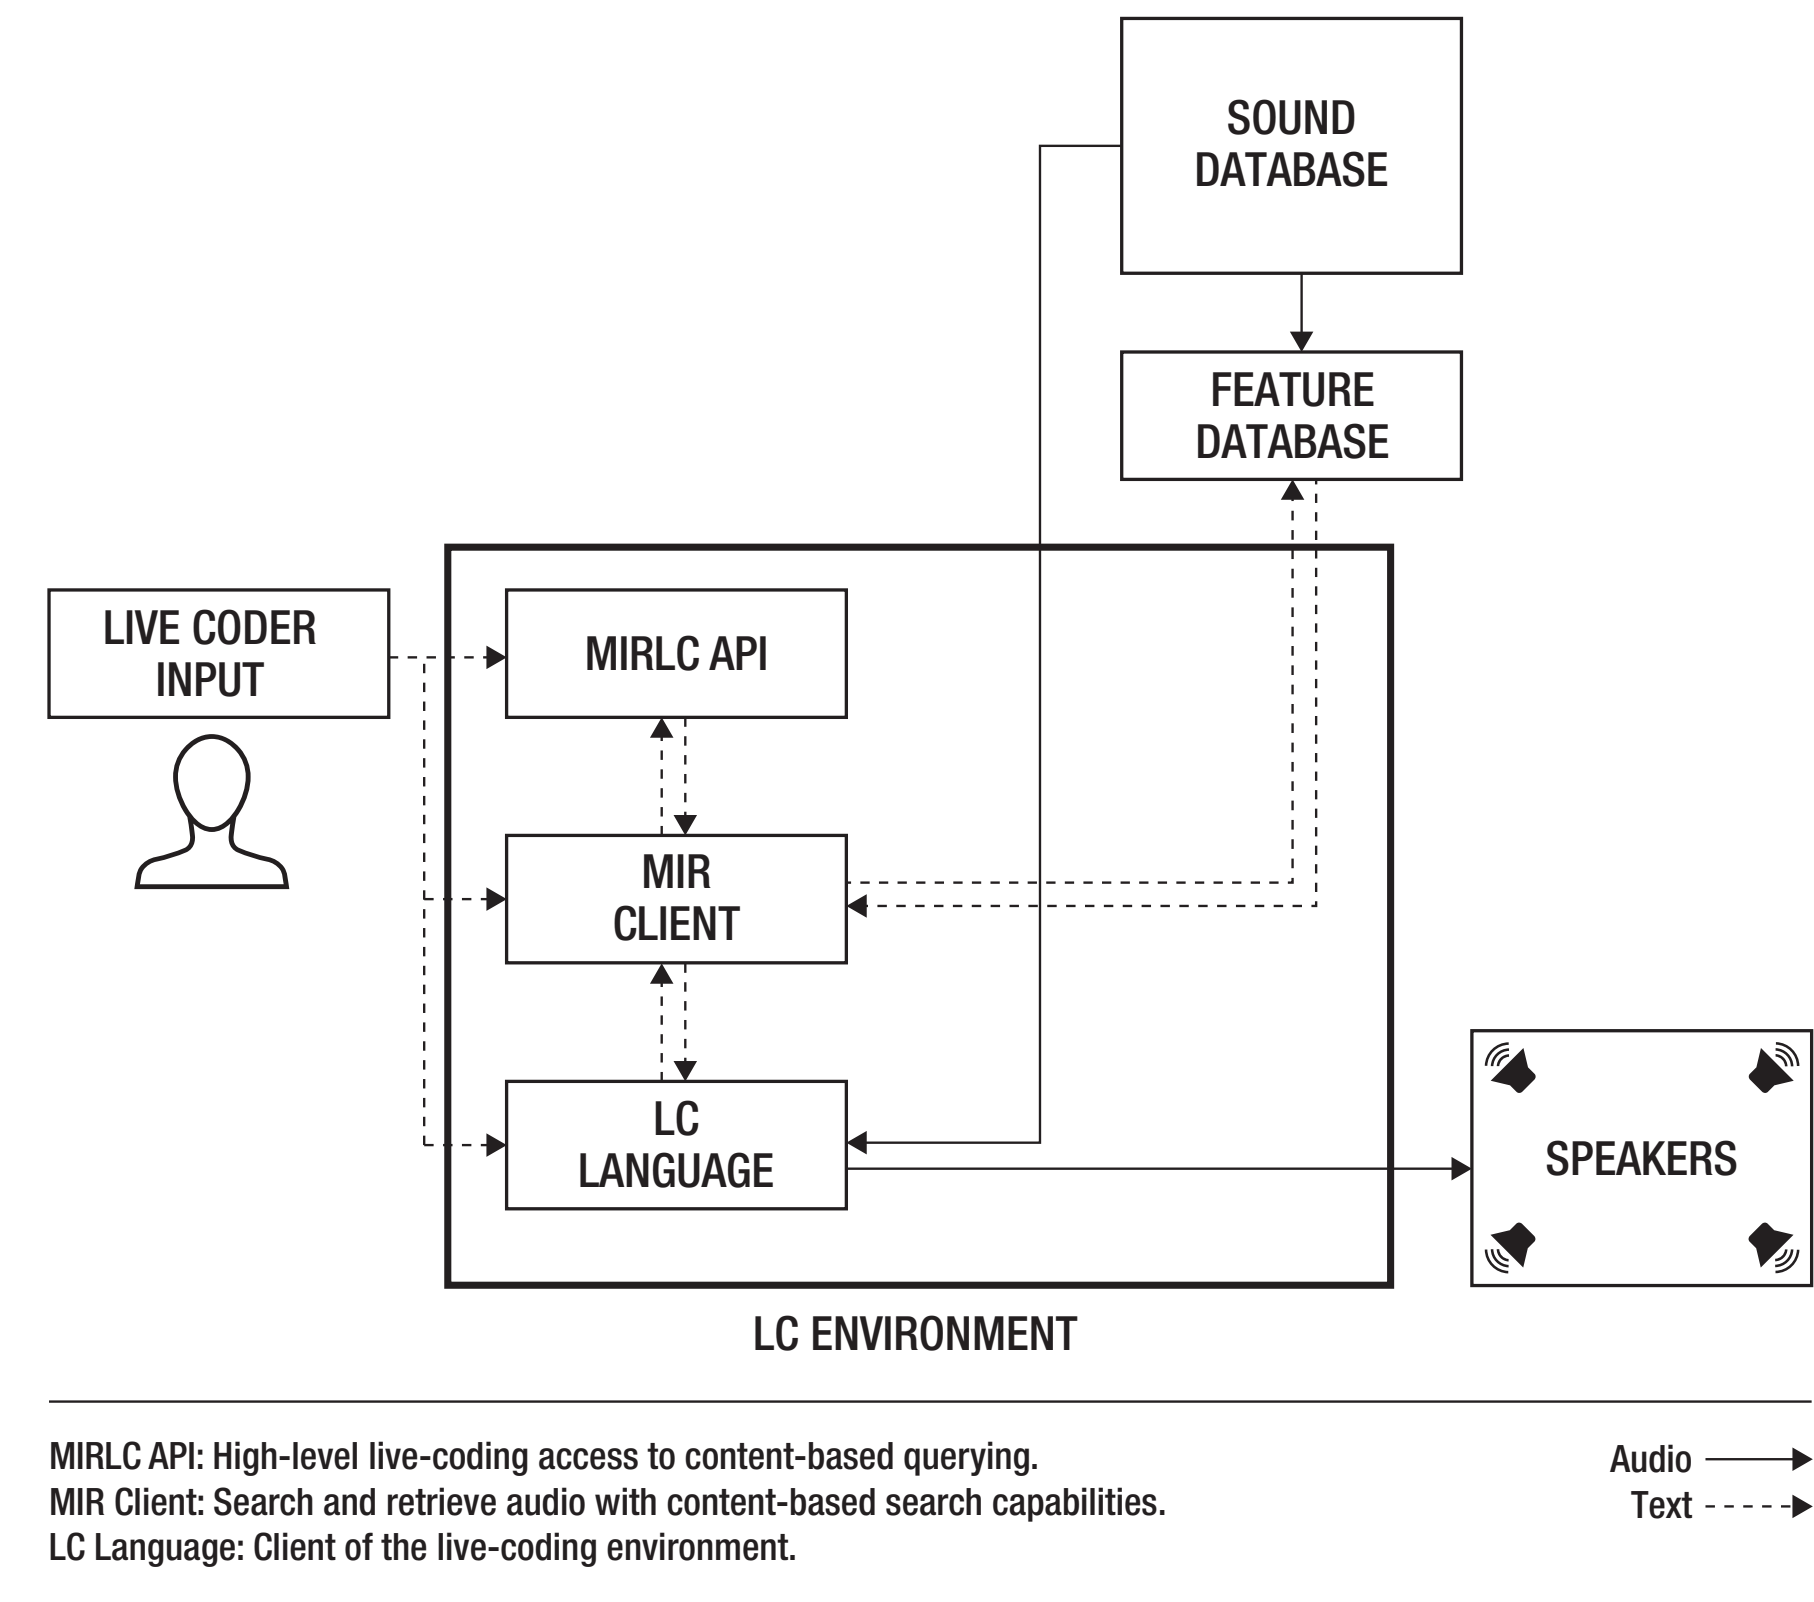 SOUND
DATABASE
FEATURE
DATABASE
LIVE CODER
INPUT
MIRLC API
MIR
CLIENT
LC
LANGUAGE
SPEAKERS
LC ENVIRONMENT
MIRLC API: High-level live-coding access to content-based querying.
MIR Client: Search and retrieve audio with content-based search capabilities.
LC Language: Client of the live-coding environment.
Audio
Text